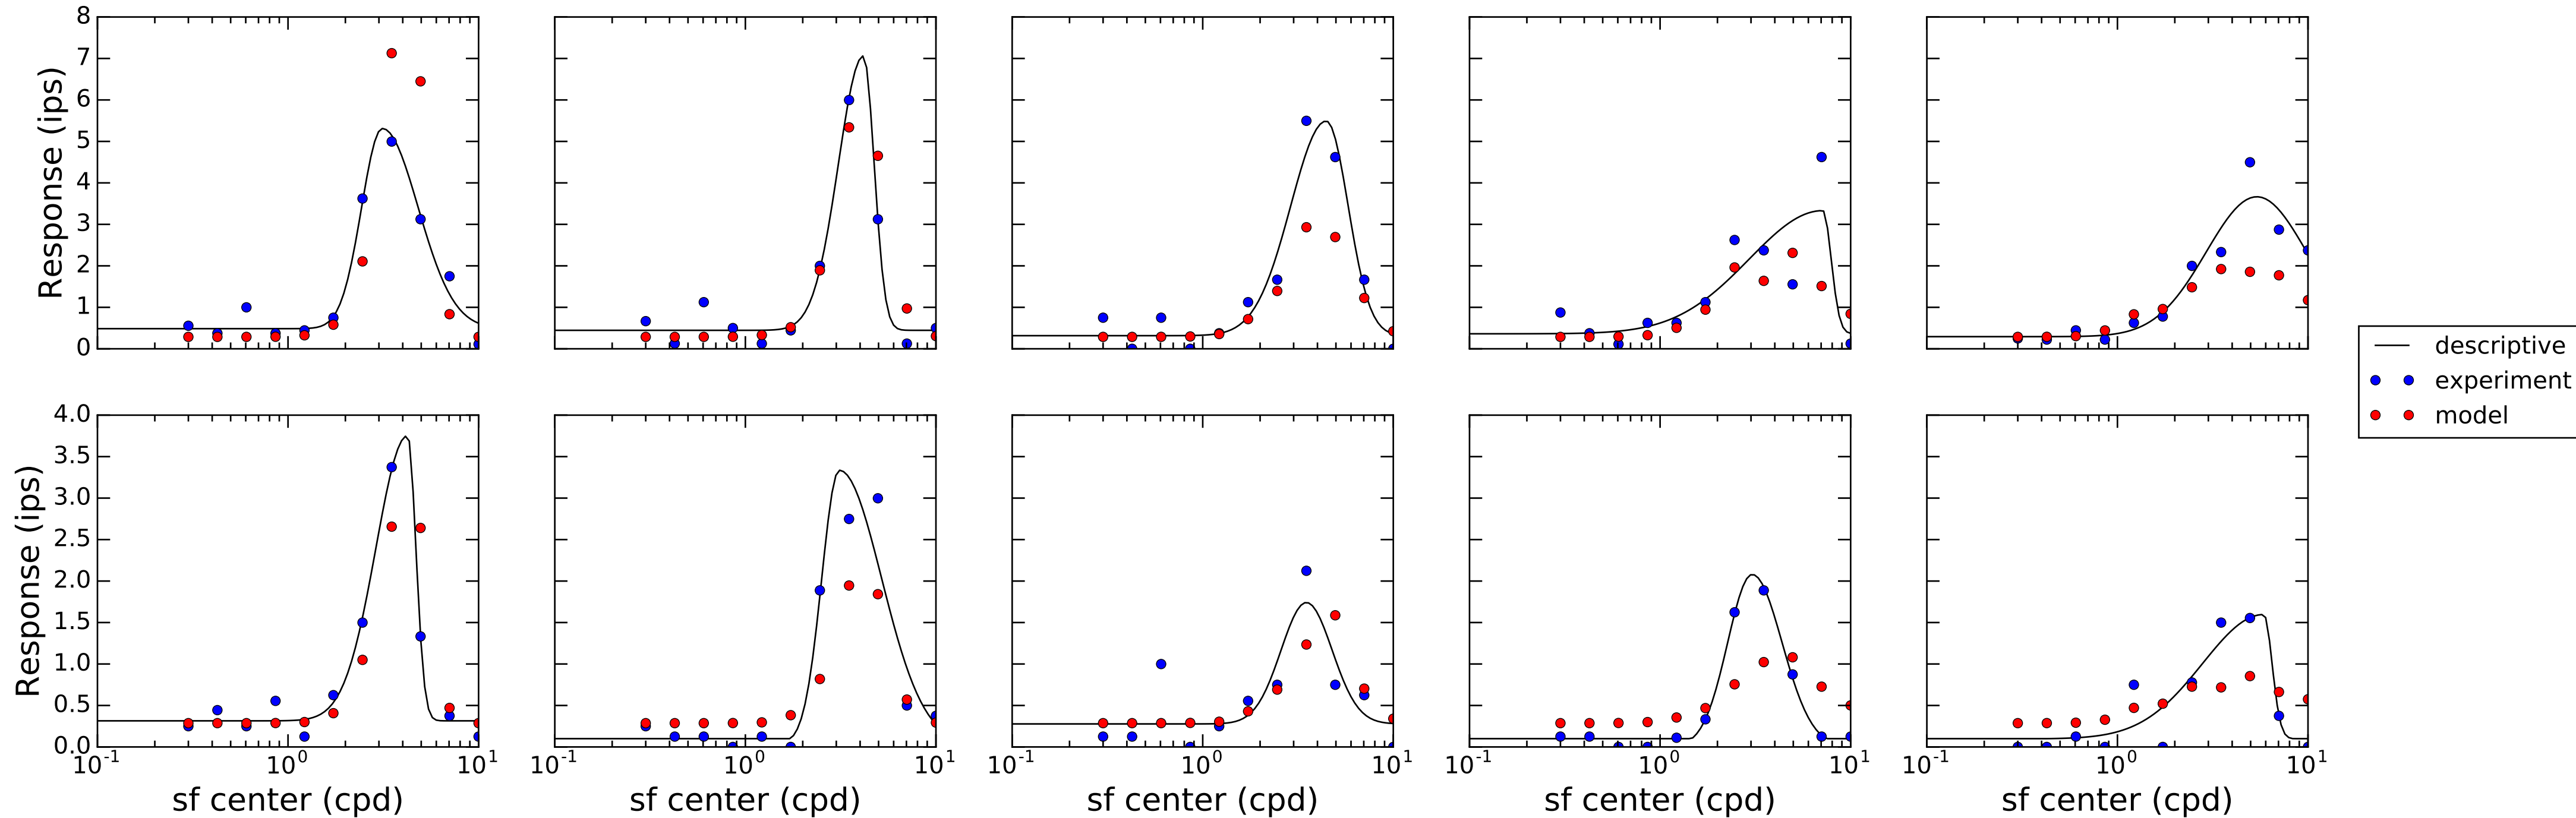 8
7
6
5
4
3
2
1
0
Response (ips)
descriptive
experiment
model
4.0
3.5
3.0
2.5
2.0
1.5
1.0
0.5
0.0
Response (ips)
10^-1 10^0 10^1 10^-1 10^0 10^1 10^-1 10^0 10^1 10^-1 10^0 10^1 10^-1 10^0 10^1
sf center (cpd) sf center (cpd) sf center (cpd) sf center (cpd) sf center (cpd)